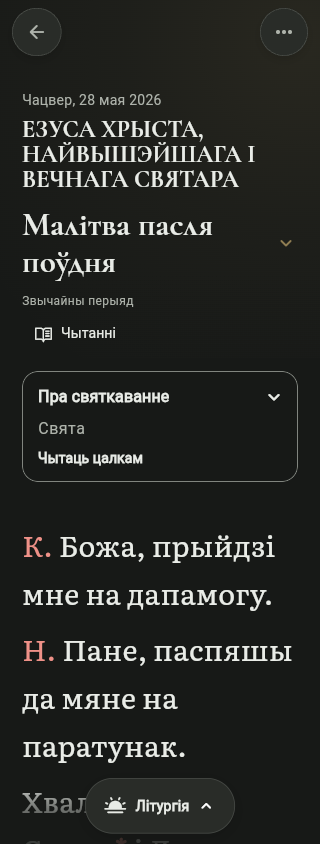 Чацвер, 28 мая 2026
ЕЗУСА ХРЫСТА,
НАЙВЫШЭЙШАГА І
ВЕЧНАГА СВЯТАРА
Малітва пасля
поўдня
Звычайны перыяд
Чытанні
Пра святкаванне
Свята
Чытаць цалкам
К. Божа, прыйдзі
мне на дапамогу.
Н. Пане, паспяшы
да мяне на
паратунак.
Літургія